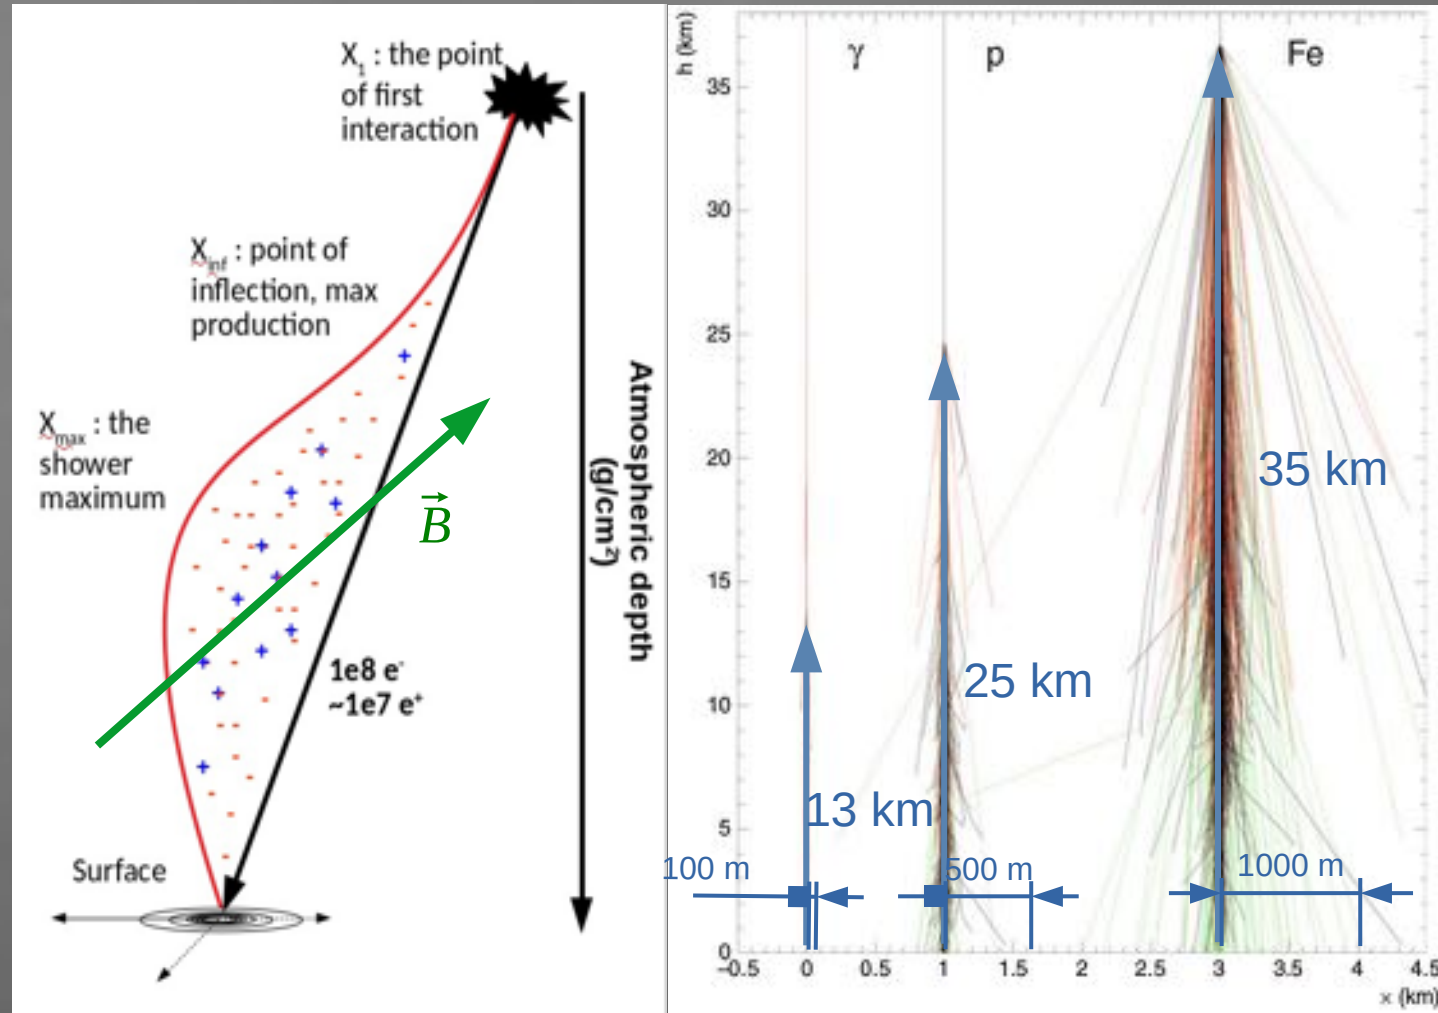 X₁ : the point
of first
interaction
X_inf : point of
inflection, max
production
X_max : the
shower
maximum
B
1e8 e⁻
~1e7 e⁺
Surface
Atmospheric depth
(g/cm²)
h (km)
γ p Fe
35
30
25
20
15
10
5
0
35 km
25 km
13 km
100 m
500 m
1000 m
-0.5 0 0.5 1 1.5 2 2.5 3 3.5 4 4.5
x (km)